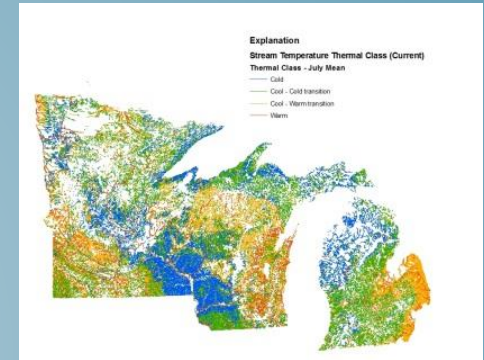 Explanation
Stream Temperature Thermal Class (Current)
Thermal Class - July Mean
Cold
Cool - Cold transition
Cool - Warm transition
Warm